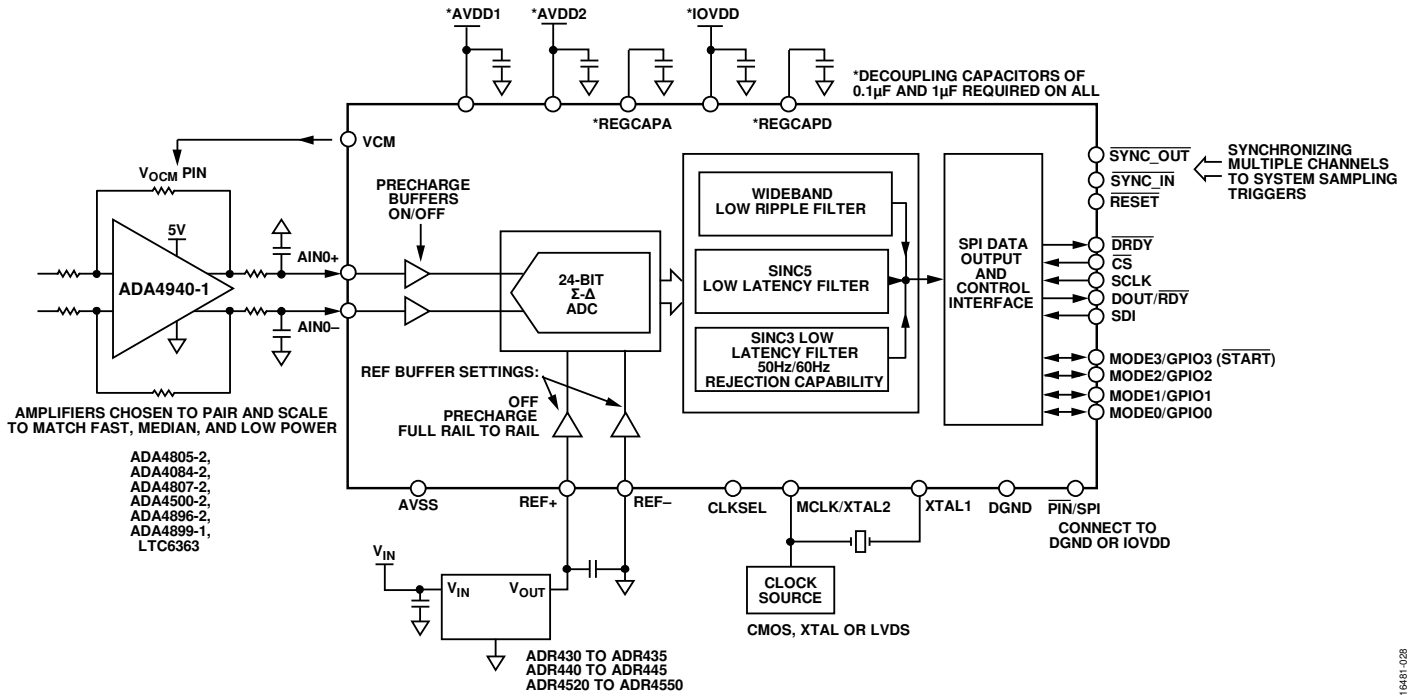 *AVDD1
*AVDD2
*IOVDD
*DECOUPLING CAPACITORS OF
0.1µF AND 1µF REQUIRED ON ALL
*REGCAPA
*REGCAPD
VCM
VOCM PIN
5V
ADA4940-1
AIN0+
AIN0–
PRECHARGE
BUFFERS
ON/OFF
24-BIT
Σ-Δ
ADC
WIDEBAND
LOW RIPPLE FILTER
SINC5
LOW LATENCY FILTER
SINC3 LOW
LATENCY FILTER
50Hz/60Hz
REJECTION CAPABILITY
SPI DATA
OUTPUT
AND
CONTROL
INTERFACE
SYNC_OUT
SYNC_IN
RESET
SYNCHRONIZING
MULTIPLE CHANNELS
TO SYSTEM SAMPLING
TRIGGERS
DRDY
CS
SCLK
DOUT/RDY
SDI
MODE3/GPIO3 (START)
MODE2/GPIO2
MODE1/GPIO1
MODE0/GPIO0
REF BUFFER SETTINGS:
OFF
PRECHARGE
FULL RAIL TO RAIL
AMPLIFIERS CHOSEN TO PAIR AND SCALE
TO MATCH FAST, MEDIAN, AND LOW POWER
ADA4805-2,
ADA4084-2,
ADA4807-2,
ADA4500-2,
ADA4896-2,
ADA4899-1,
LTC6363
AVSS
REF+
REF–
CLKSEL
MCLK/XTAL2
XTAL1
DGND
PIN/SPI
CONNECT TO
DGND OR IOVDD
VIN
VIN
VOUT
CLOCK
SOURCE
CMOS, XTAL OR LVDS
ADR430 TO ADR435
ADR440 TO ADR445
ADR4520 TO ADR4550
16481-028